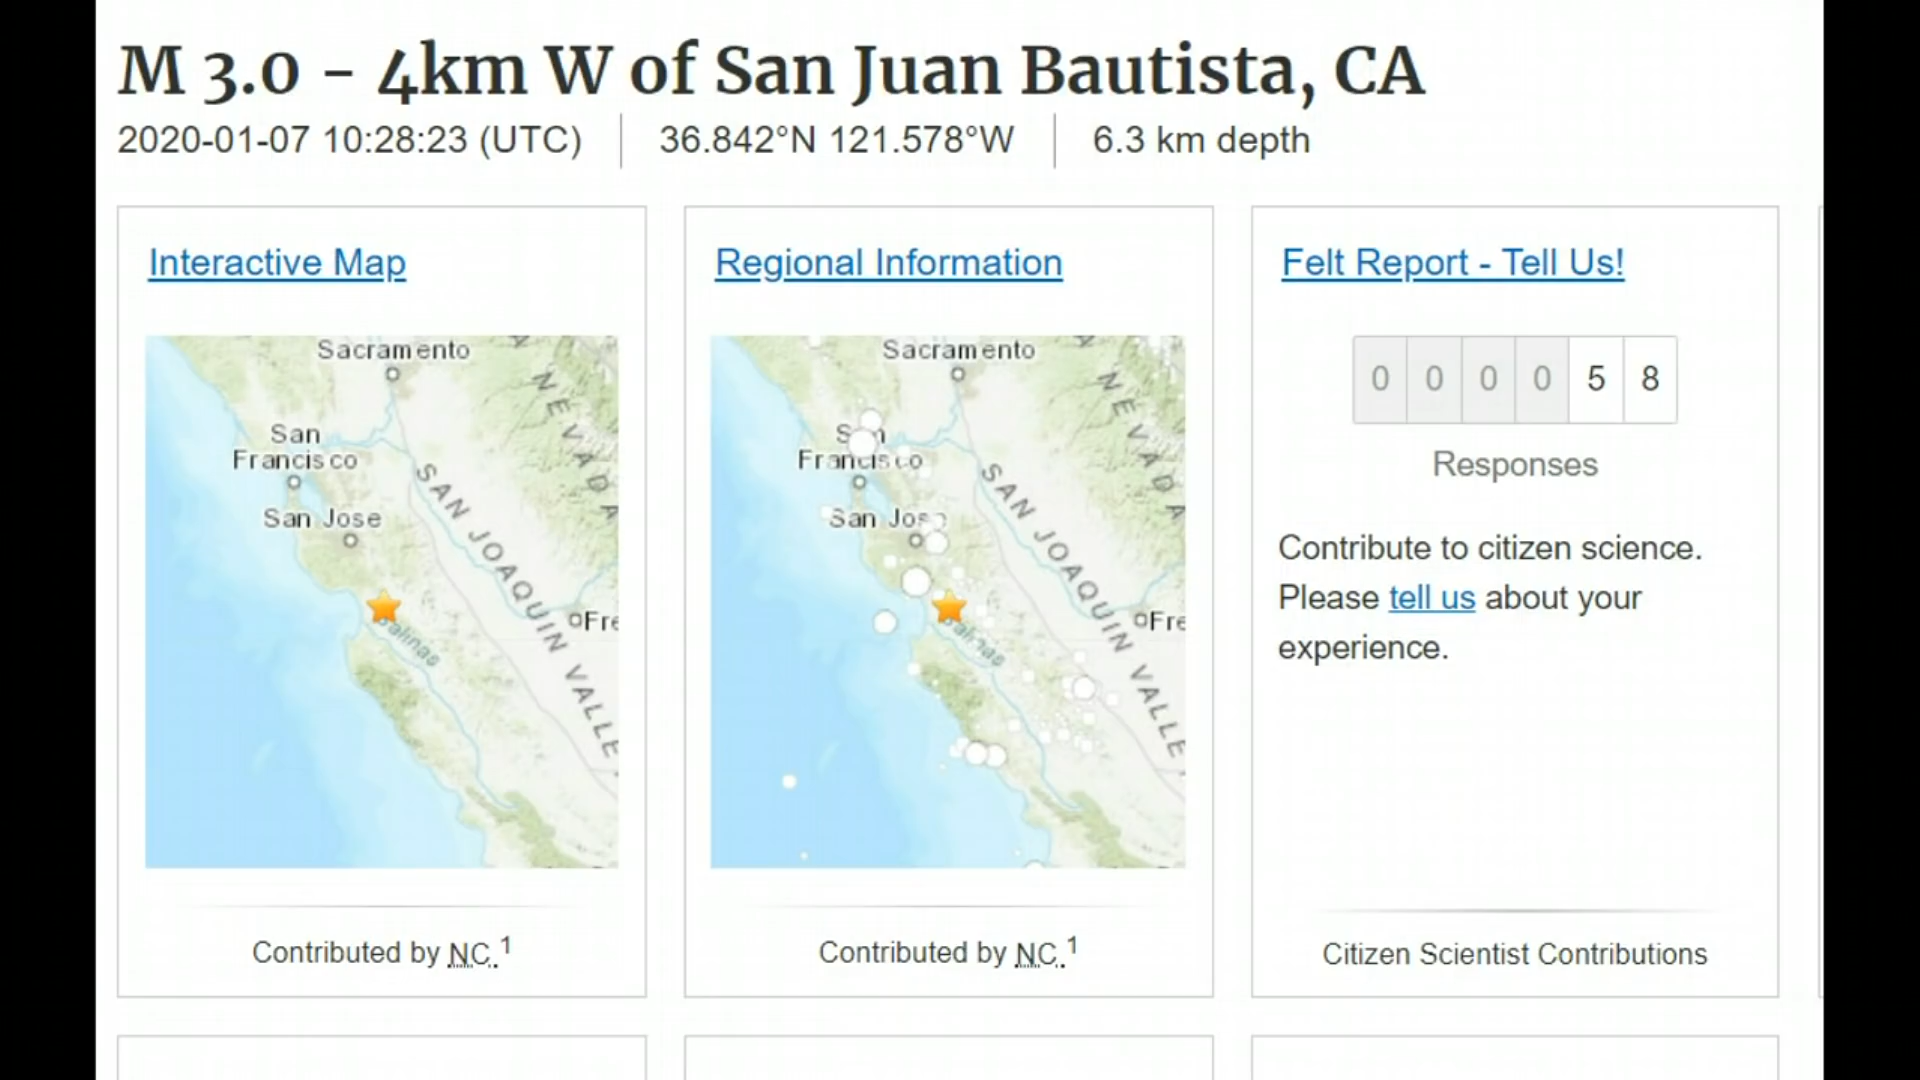 M 3.0 - 4km W of San Juan Bautista, CA
2020-01-07 10:28:23 (UTC) 36.842°N 121.578°W 6.3 km depth
Interactive Map
Sacramento
San
Francisco
San Jose
NEVADA
SAN JOAQUIN VALLE
Fre
Salinas
Contributed by NC.1
Regional Information
Sacramento
San
Francisco
San Jose
NEVADA
SAN JOAQUIN VALLE
Fre
Salinas
Contributed by NC.1
Felt Report - Tell Us!
0 0 0 0 5 8
Responses
Contribute to citizen science.
Please tell us about your
experience.
Citizen Scientist Contributions